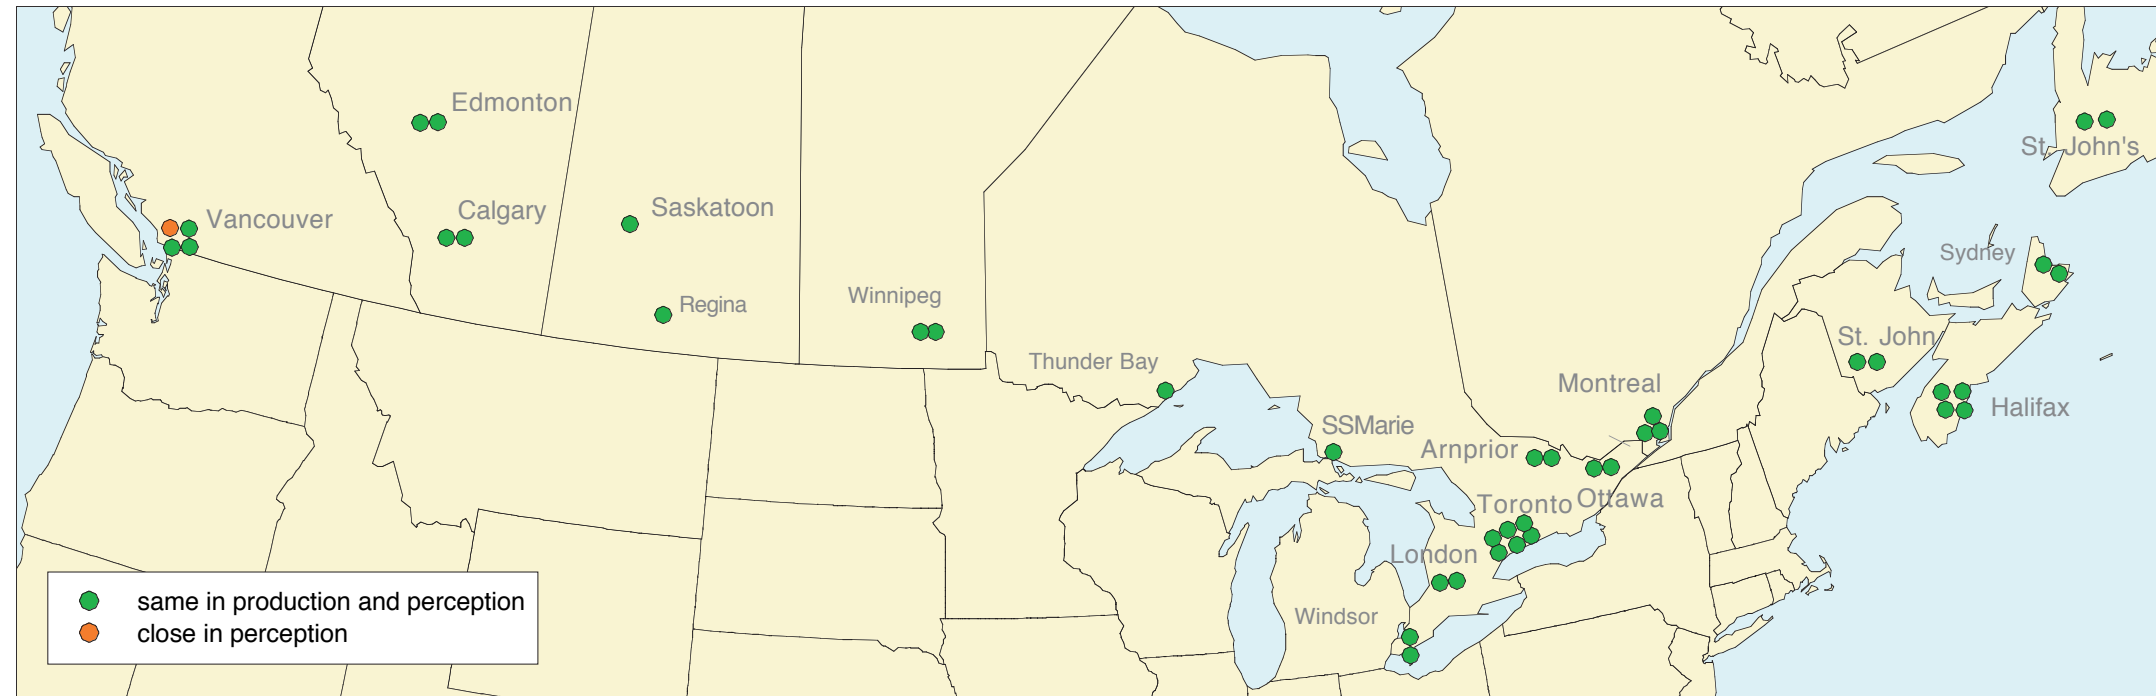 Edmonton
St. John's
Saskatoon
Calgary
Vancouver
Sydney
Winnipeg
Regina
St. John
Thunder Bay
Montreal
Halifax
SSMarie
Arnprior
Toronto
Ottawa
London
Windsor
same in production and perception
close in perception